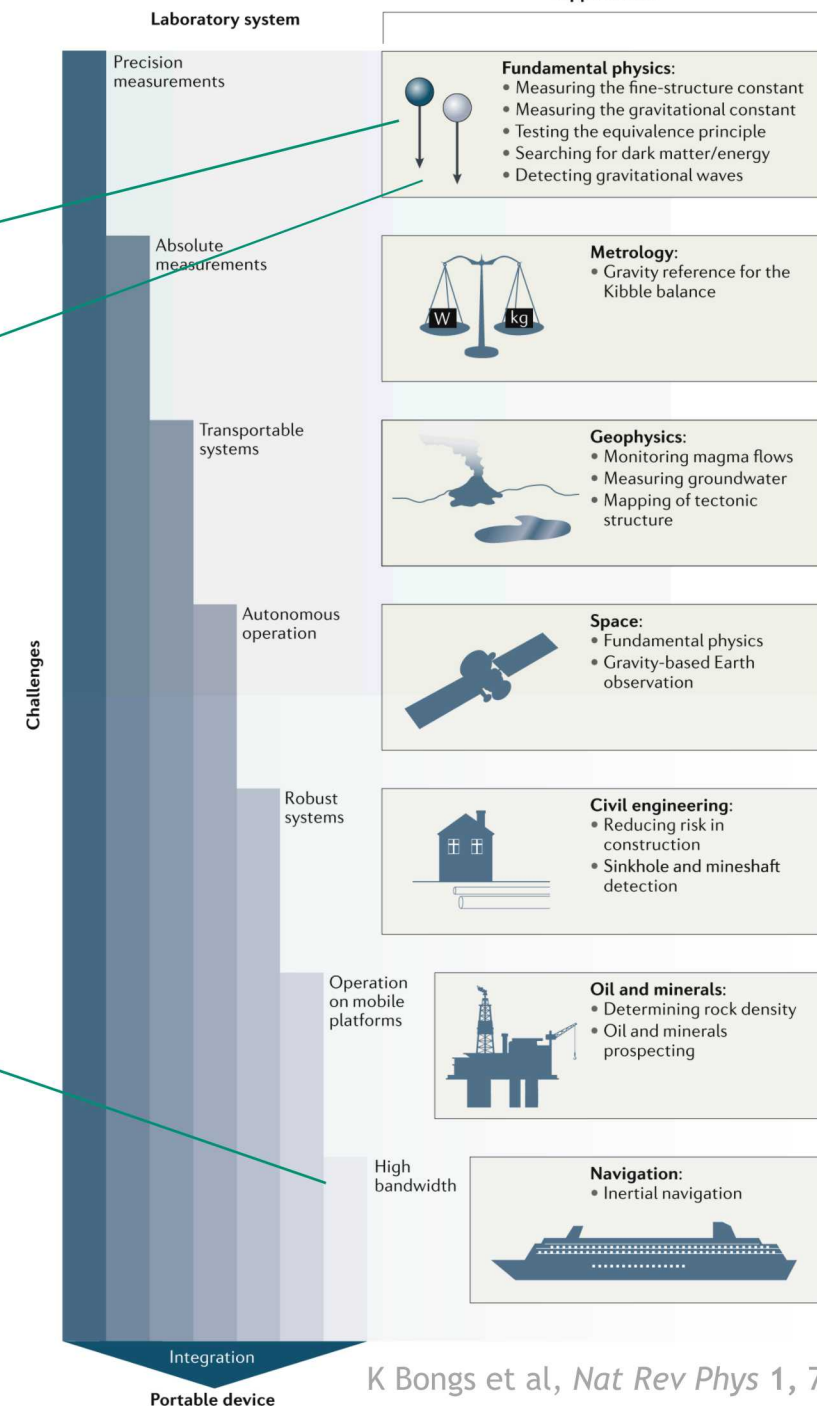 Laboratory system
Precision
measurements
Fundamental physics:
• Measuring the fine-structure constant
• Measuring the gravitational constant
• Testing the equivalence principle
• Searching for dark matter/energy
• Detecting gravitational waves
Absolute
measurements
Metrology:
• Gravity reference for the
Kibble balance
W
kg
Transportable
systems
Geophysics:
• Monitoring magma flows
• Measuring groundwater
• Mapping of tectonic
structure
Challenges
Autonomous
operation
Space:
• Fundamental physics
• Gravity-based Earth
observation
Robust
systems
Civil engineering:
• Reducing risk in
construction
• Sinkhole and mineshaft
detection
Operation
on mobile
platforms
Oil and minerals:
• Determining rock density
• Oil and minerals
prospecting
High
bandwidth
Navigation:
• Inertial navigation
Integration
Portable device
K Bongs et al, Nat Rev Phys 1, 7